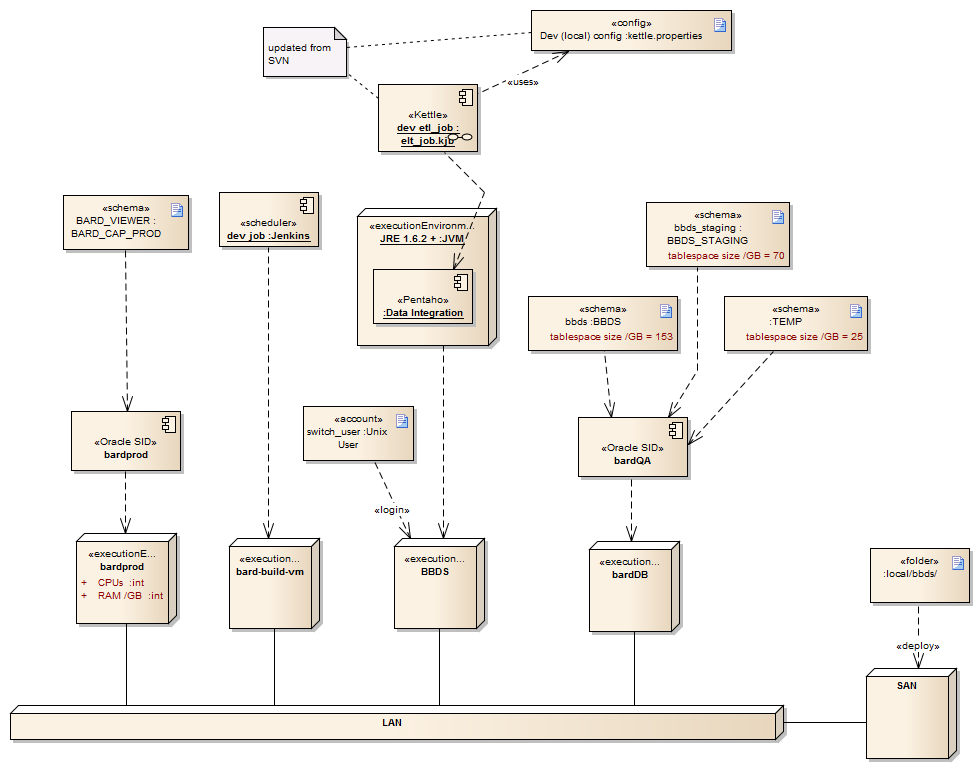 «config»
Dev (local) config :kettle.properties
updated from
SVN
«uses»
«Kettle»
dev etl_job :
elt_job.kjb
«schema»
BARD_VIEWER :
BARD_CAP_PROD
«scheduler»
dev job :Jenkins
«executionEnvironm...
JRE 1.6.2 + :JVM
«Pentaho»
:Data Integration
«schema»
bbds_staging :
BBDS_STAGING
tablespace size /GB = 70
«schema»
bbds :BBDS
tablespace size /GB = 153
«schema»
:TEMP
tablespace size /GB = 25
«Oracle SID»
bardprod
«account»
switch_user :Unix
User
«Oracle SID»
bardQA
«login»
«executionE...
bardprod
+ CPUs :int
+ RAM /GB :int
«execution...
bard-build-vm
«execution...
BBDS
«execution...
bardDB
«folder»
:local/bbds/
«deploy»
SAN
LAN